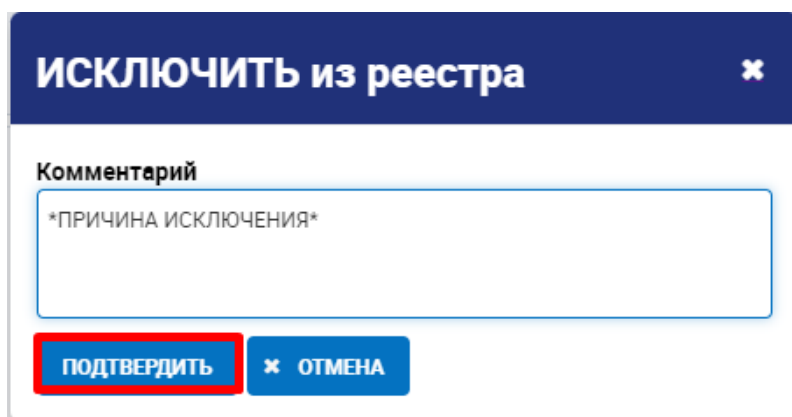 ИСКЛЮЧИТЬ из реестра
Комментарий
*ПРИЧИНА ИСКЛЮЧЕНИЯ*
ПОДТВЕРДИТЬ
ОТМЕНА